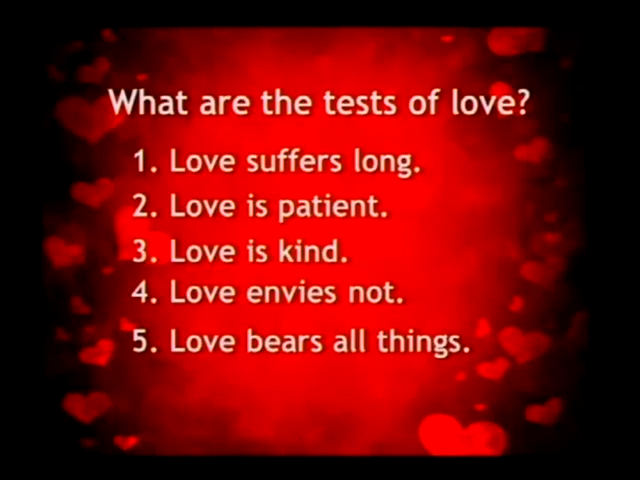 What are the tests of love?
1. Love suffers long.
2. Love is patient.
3. Love is kind.
4. Love envies not.
5. Love bears all things.